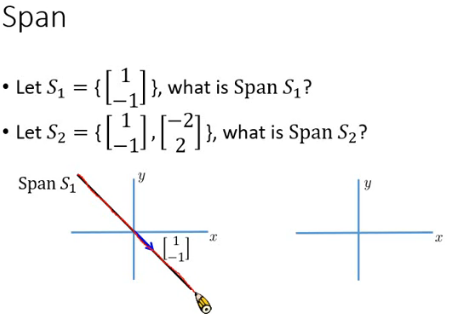 Span
• Let S₁ = {[1 −1]}, what is Span S₁?
• Let S₂ = {[1 −1], [−2 2]}, what is Span S₂?
Span S₁
y
x
[1 −1]
y
x